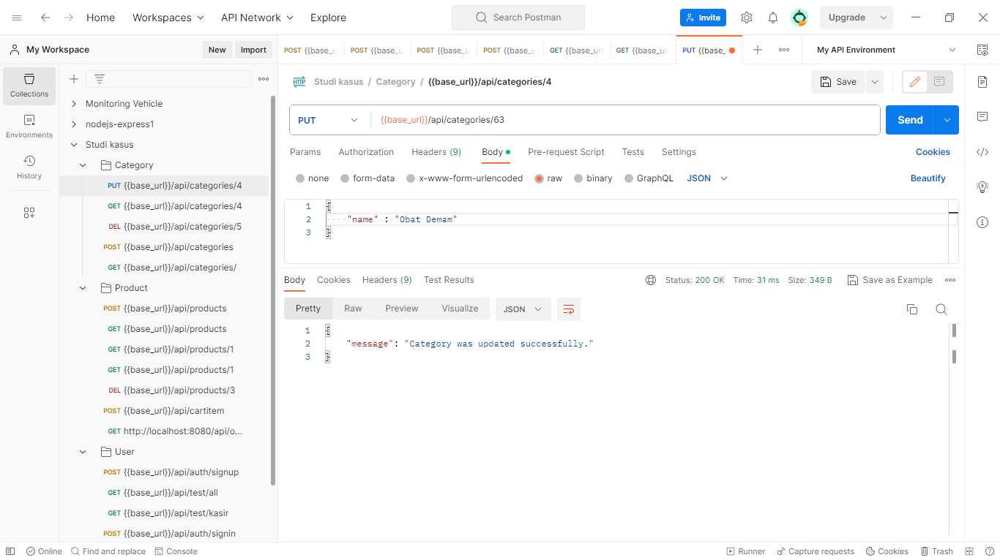 Home Workspaces API Network Explore Search Postman Invite Upgrade
My Workspace New Import
POST {{base_u POST {{base_u POST {{base_u POST {{base_u GET {{base_url GET {{base_ur PUT {{base_ My API Environment
Collections
Environments
History
Monitoring Vehicle
nodejs-express1
Studi kasus
Category
PUT {{base_url}}/api/categories/4
GET {{base_url}}/api/categories/4
DEL {{base_url}}/api/categories/5
POST {{base_url}}/api/categories
GET {{base_url}}/api/categories/
Product
POST {{base_url}}/api/products
GET {{base_url}}/api/products
GET {{base_url}}/api/products/1
GET {{base_url}}/api/products/1
DEL {{base_url}}/api/products/3
POST {{base_url}}/api/cartitem
GET http://localhost:8080/api/o...
User
POST {{base_url}}/api/auth/signup
GET {{base_url}}/api/test/all
GET {{base_url}}/api/test/kasir
POST {{base_url}}/api/auth/signin
HTTP Studi kasus / Category / {{base_url}}/api/categories/4 Save
PUT {{base_url}}/api/categories/63 Send
Params Authorization Headers (9) Body Pre-request Script Tests Settings Cookies
none form-data x-www-form-urlencoded raw binary GraphQL JSON Beautify
1 {
2 "name" : "Obat Demam"
3 }
Body Cookies Headers (9) Test Results Status: 200 OK Time: 31 ms Size: 349 B Save as Example
Pretty Raw Preview Visualize JSON
1 {
2 "message": "Category was updated successfully."
3 }
Online Find and replace Console Runner Capture requests Cookies Trash